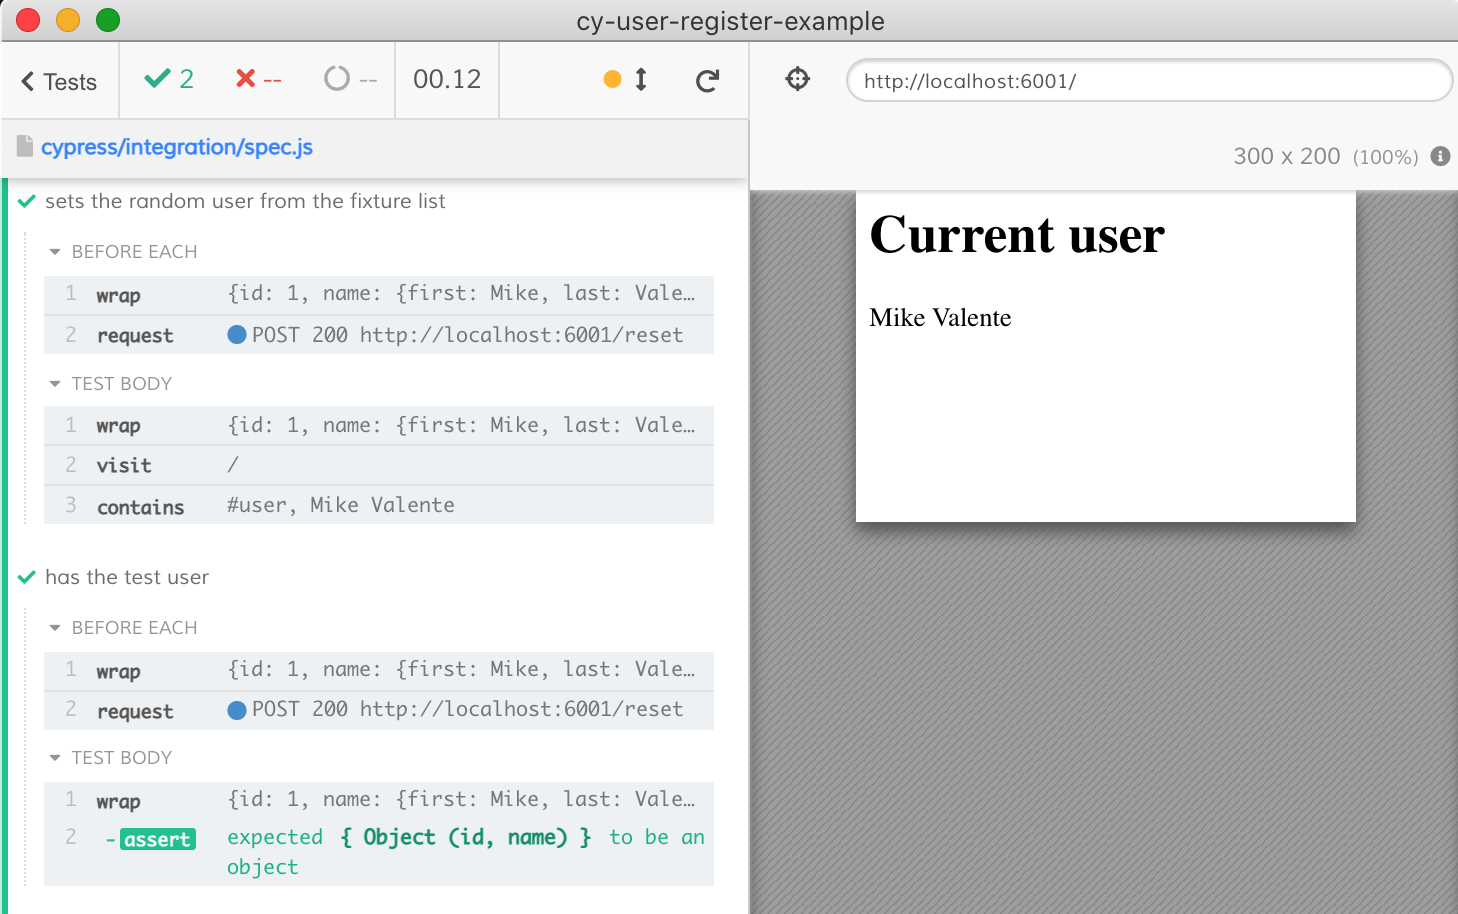 cy-user-register-example
Tests 2 -- -- 00.12
http://localhost:6001/
cypress/integration/spec.js
300 x 200 (100%)
sets the random user from the fixture list
BEFORE EACH
1 wrap {id: 1, name: {first: Mike, last: Vale…
2 request POST 200 http://localhost:6001/reset
TEST BODY
1 wrap {id: 1, name: {first: Mike, last: Vale…
2 visit /
3 contains #user, Mike Valente
has the test user
BEFORE EACH
1 wrap {id: 1, name: {first: Mike, last: Vale…
2 request POST 200 http://localhost:6001/reset
TEST BODY
1 wrap {id: 1, name: {first: Mike, last: Vale…
2 -assert expected { Object (id, name) } to be an
object
Current user
Mike Valente